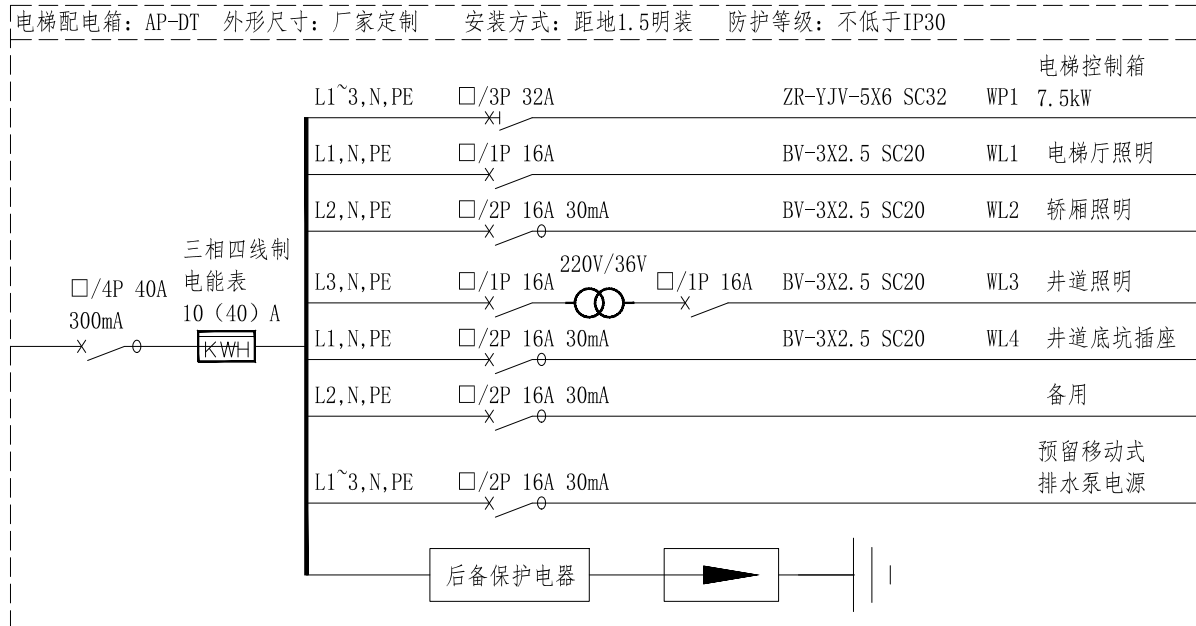 电梯配电箱: AP-DT 外形尺寸: 厂家定制 安装方式: 距地1.5明装 防护等级: 不低于IP30
电梯控制箱
L1~3,N,PE □/3P 32A ZR-YJV-5X6 SC32 WP1 7.5kW
L1,N,PE □/1P 16A BV-3X2.5 SC20 WL1 电梯厅照明
L2,N,PE □/2P 16A 30mA BV-3X2.5 SC20 WL2 轿厢照明
三相四线制
电能表
10（40）A
□/4P 40A
300mA
KWH
220V/36V
L3,N,PE □/1P 16A □/1P 16A BV-3X2.5 SC20 WL3 井道照明
L1,N,PE □/2P 16A 30mA BV-3X2.5 SC20 WL4 井道底坑插座
L2,N,PE □/2P 16A 30mA 备用
预留移动式
L1~3,N,PE □/2P 16A 30mA 排水泵电源
后备保护电器